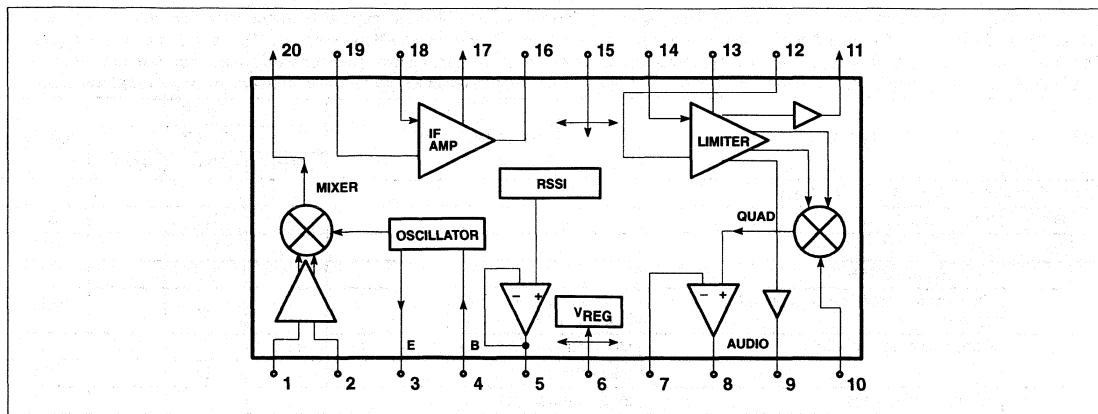 20 19 18 17 16 15 14 13 12 11
IF
AMP
LIMITER
RSSI
MIXER
QUAD
OSCILLATOR
– +
VREG
– +
E B AUDIO
1 2 3 4 5 6 7 8 9 10